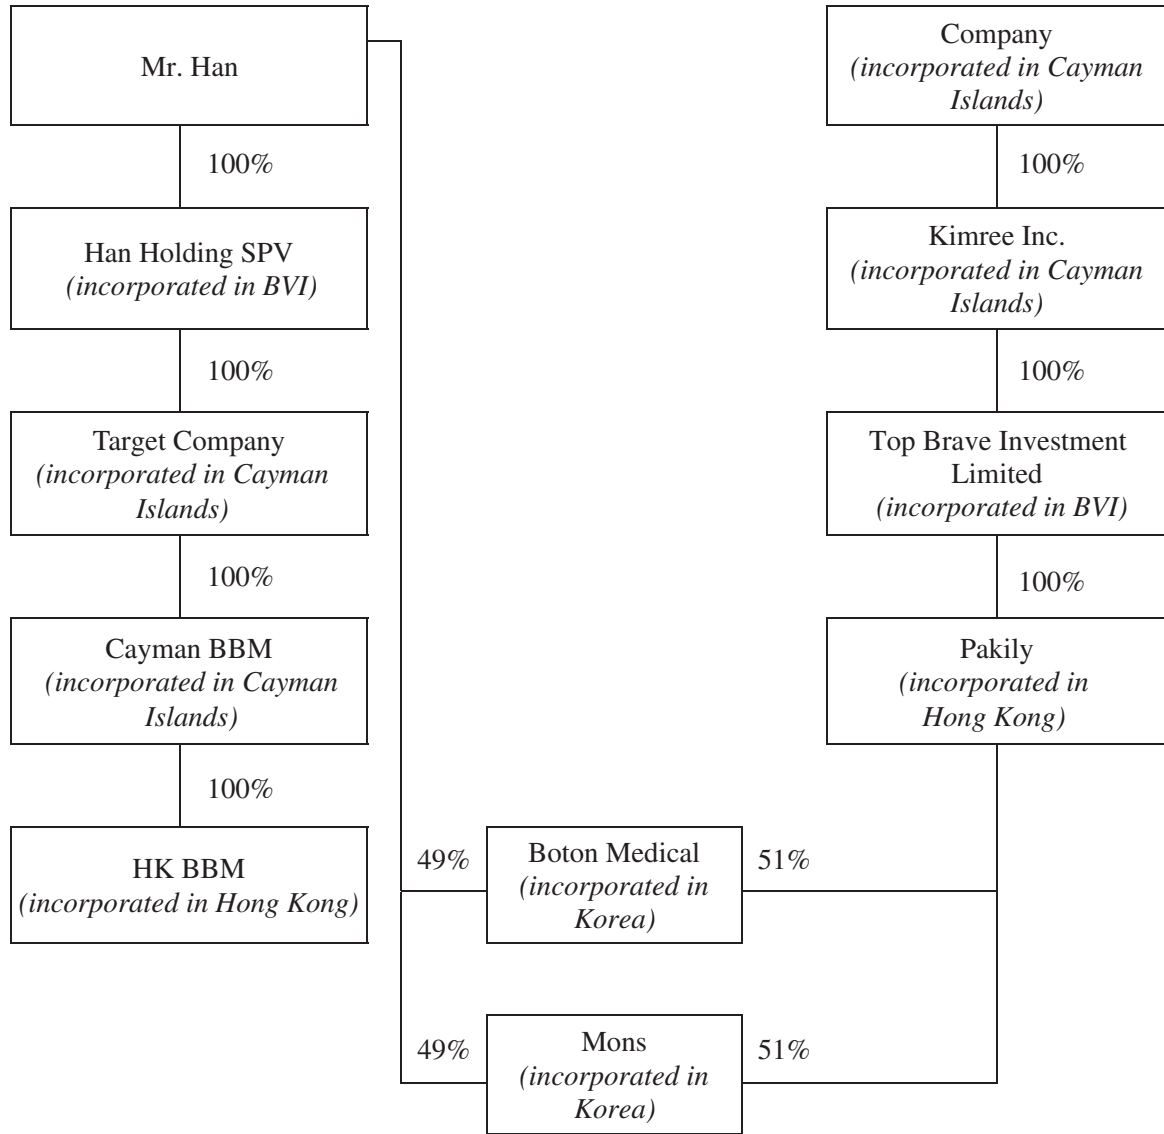 Mr. Han
100%
Han Holding SPV
(incorporated in BVI)
100%
Target Company
(incorporated in Cayman
Islands)
100%
Cayman BBM
(incorporated in Cayman
Islands)
100%
HK BBM
(incorporated in Hong Kong)
Company
(incorporated in Cayman
Islands)
100%
Kimree Inc.
(incorporated in Cayman
Islands)
100%
Top Brave Investment
Limited
(incorporated in BVI)
100%
Pakily
(incorporated in
Hong Kong)
49%
Boton Medical
(incorporated in
Korea)
51%
49%
Mons
(incorporated in
Korea)
51%